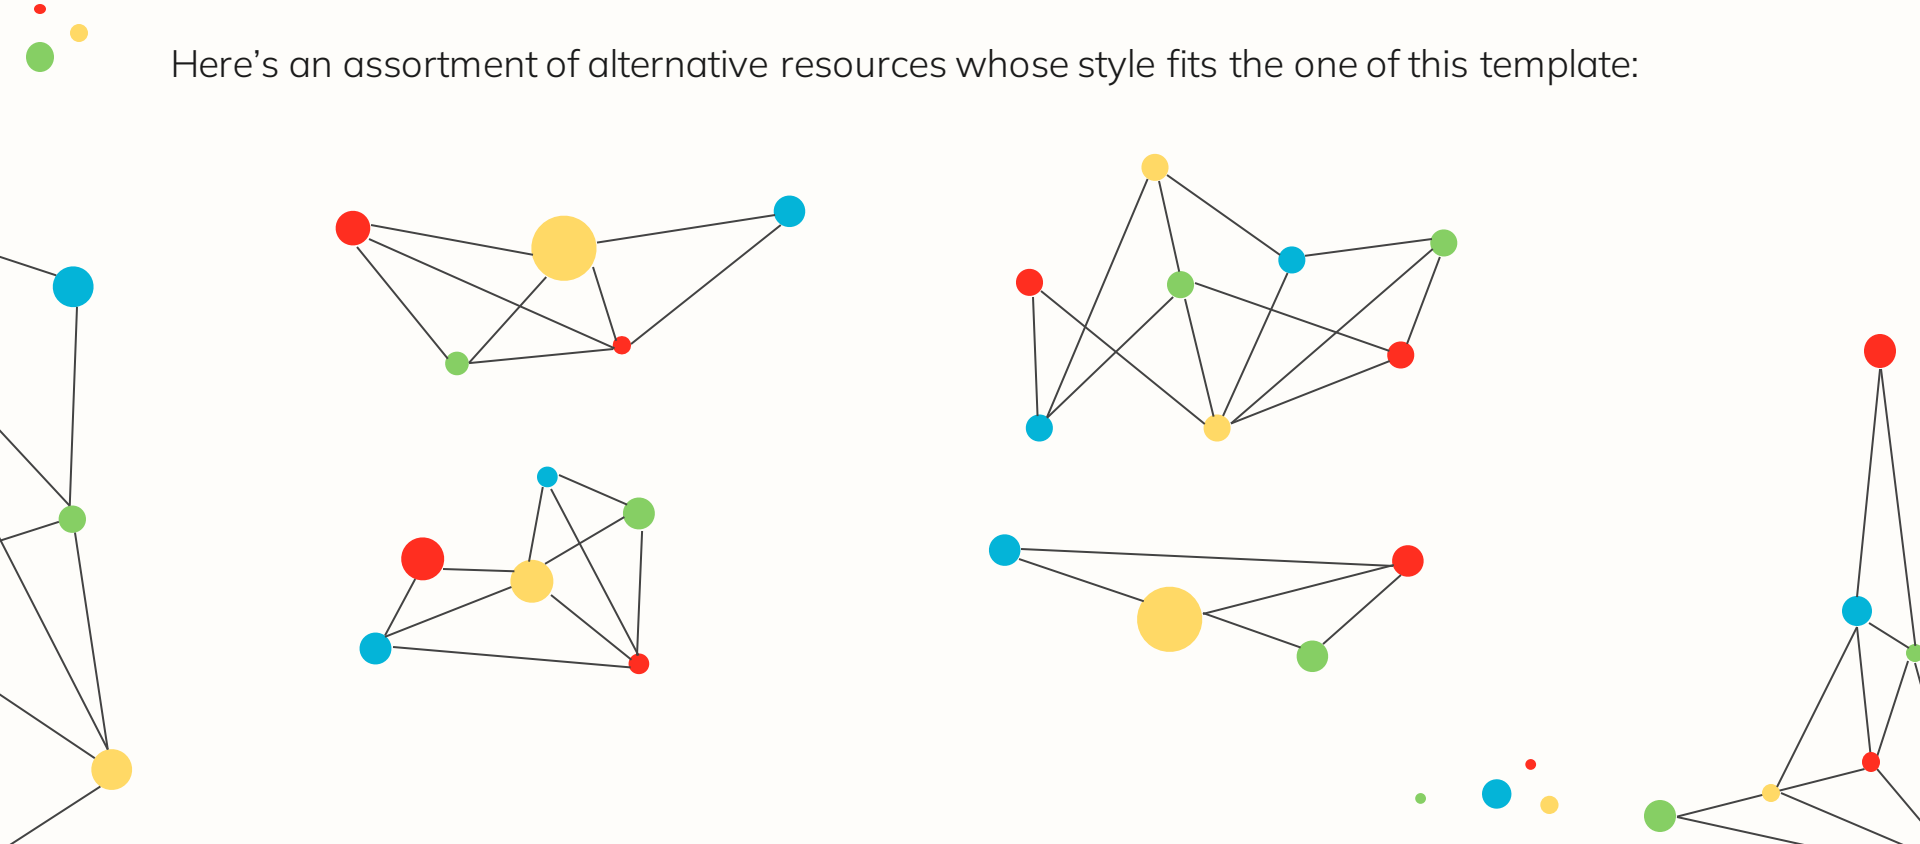 Here’s an assortment of alternative resources whose style fits the one of this template: